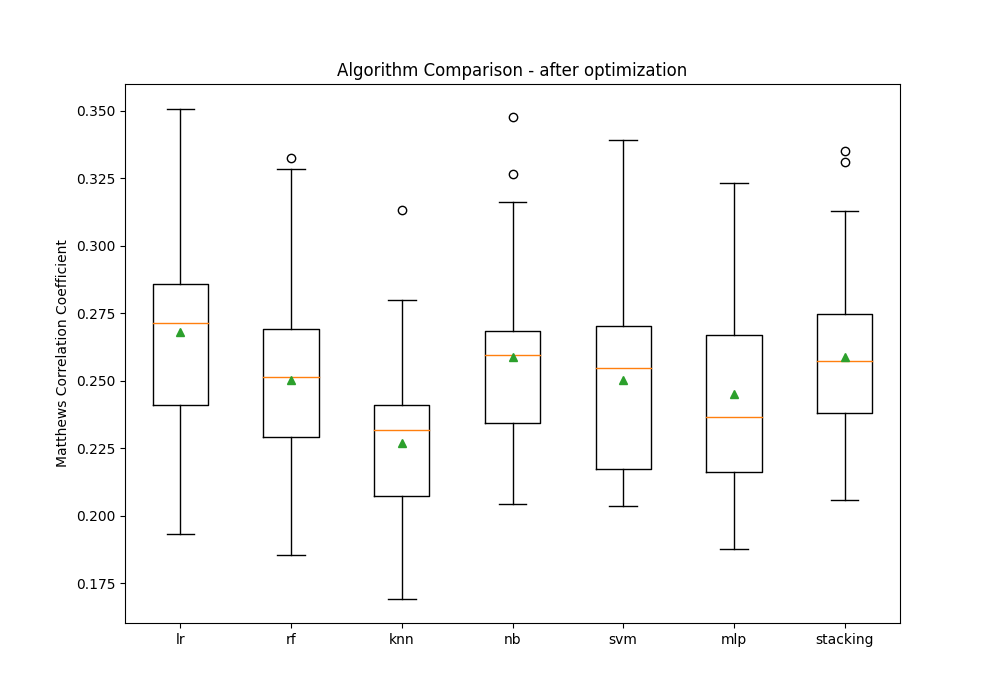 Algorithm Comparison - after optimization
Matthews Correlation Coefficient
0.350
0.325
0.300
0.275
0.250
0.225
0.200
0.175
lr rf knn nb svm mlp stacking